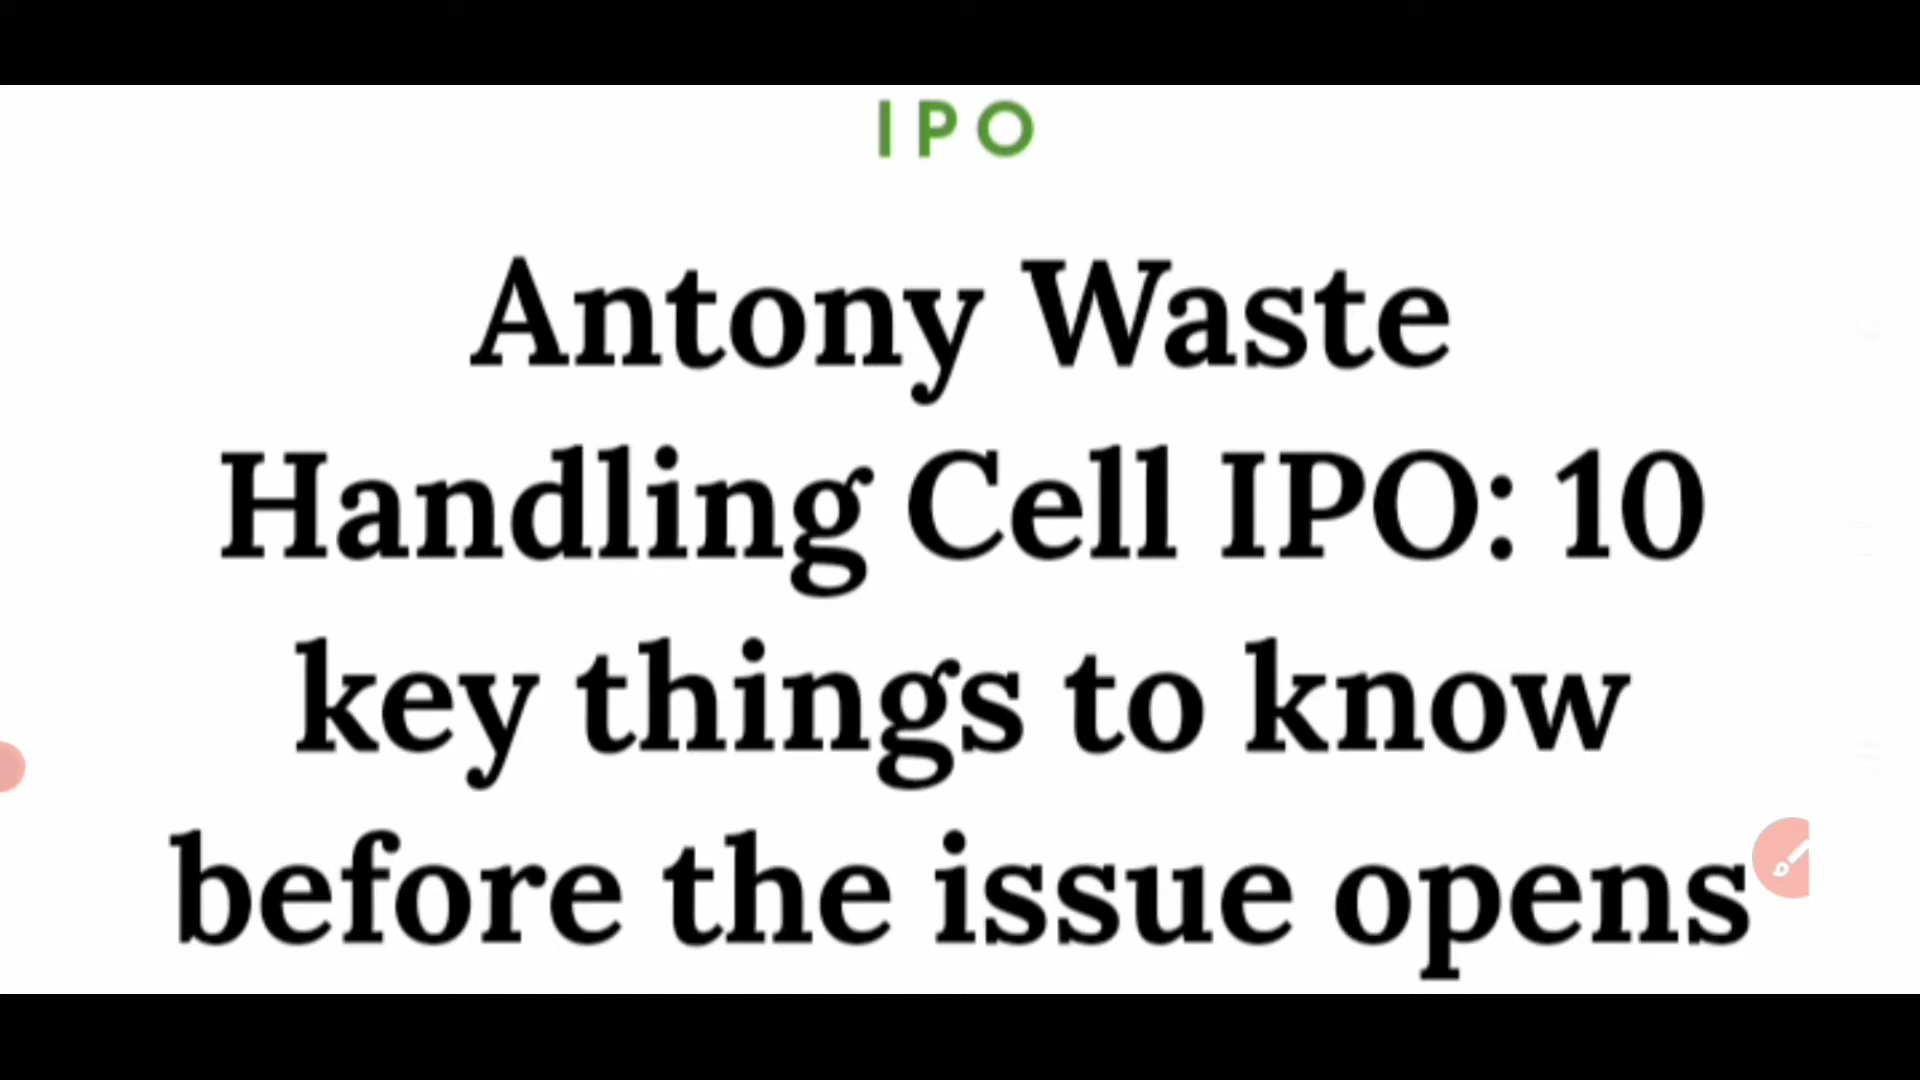 IPO
Antony Waste
Handling Cell IPO: 10
key things to know
before the issue opens